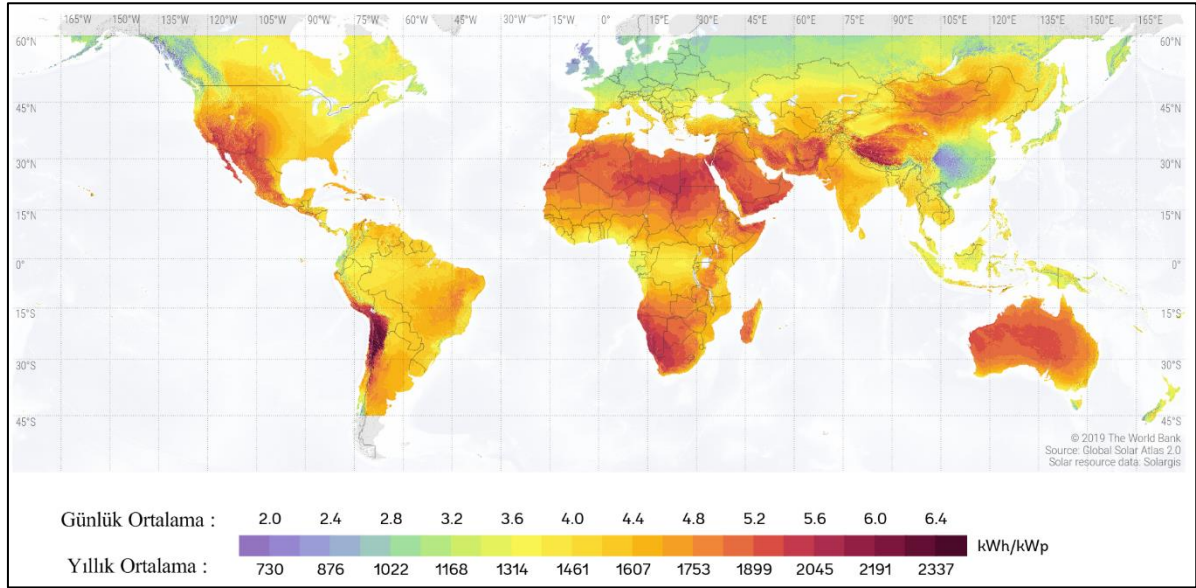 165°W 150°W 135°W 120°W 105°W 90°W 75°W 60°W 45°W 30°W 15°W 0° 15°E 30°E 45°E 60°E 75°E 90°E 105°E 120°E 135°E 150°E 165°E
60°N 60°N
45°N 45°N
30°N 30°N
15°N 15°N
0° 0°
15°S 15°S
30°S 30°S
45°S 45°S
© 2019 The World Bank
Source: Global Solar Atlas 2.0
Solar resource data: Solargis
Günlük Ortalama : 2.0 2.4 2.8 3.2 3.6 4.0 4.4 4.8 5.2 5.6 6.0 6.4
kWh/kWp
Yıllık Ortalama : 730 876 1022 1168 1314 1461 1607 1753 1899 2045 2191 2337